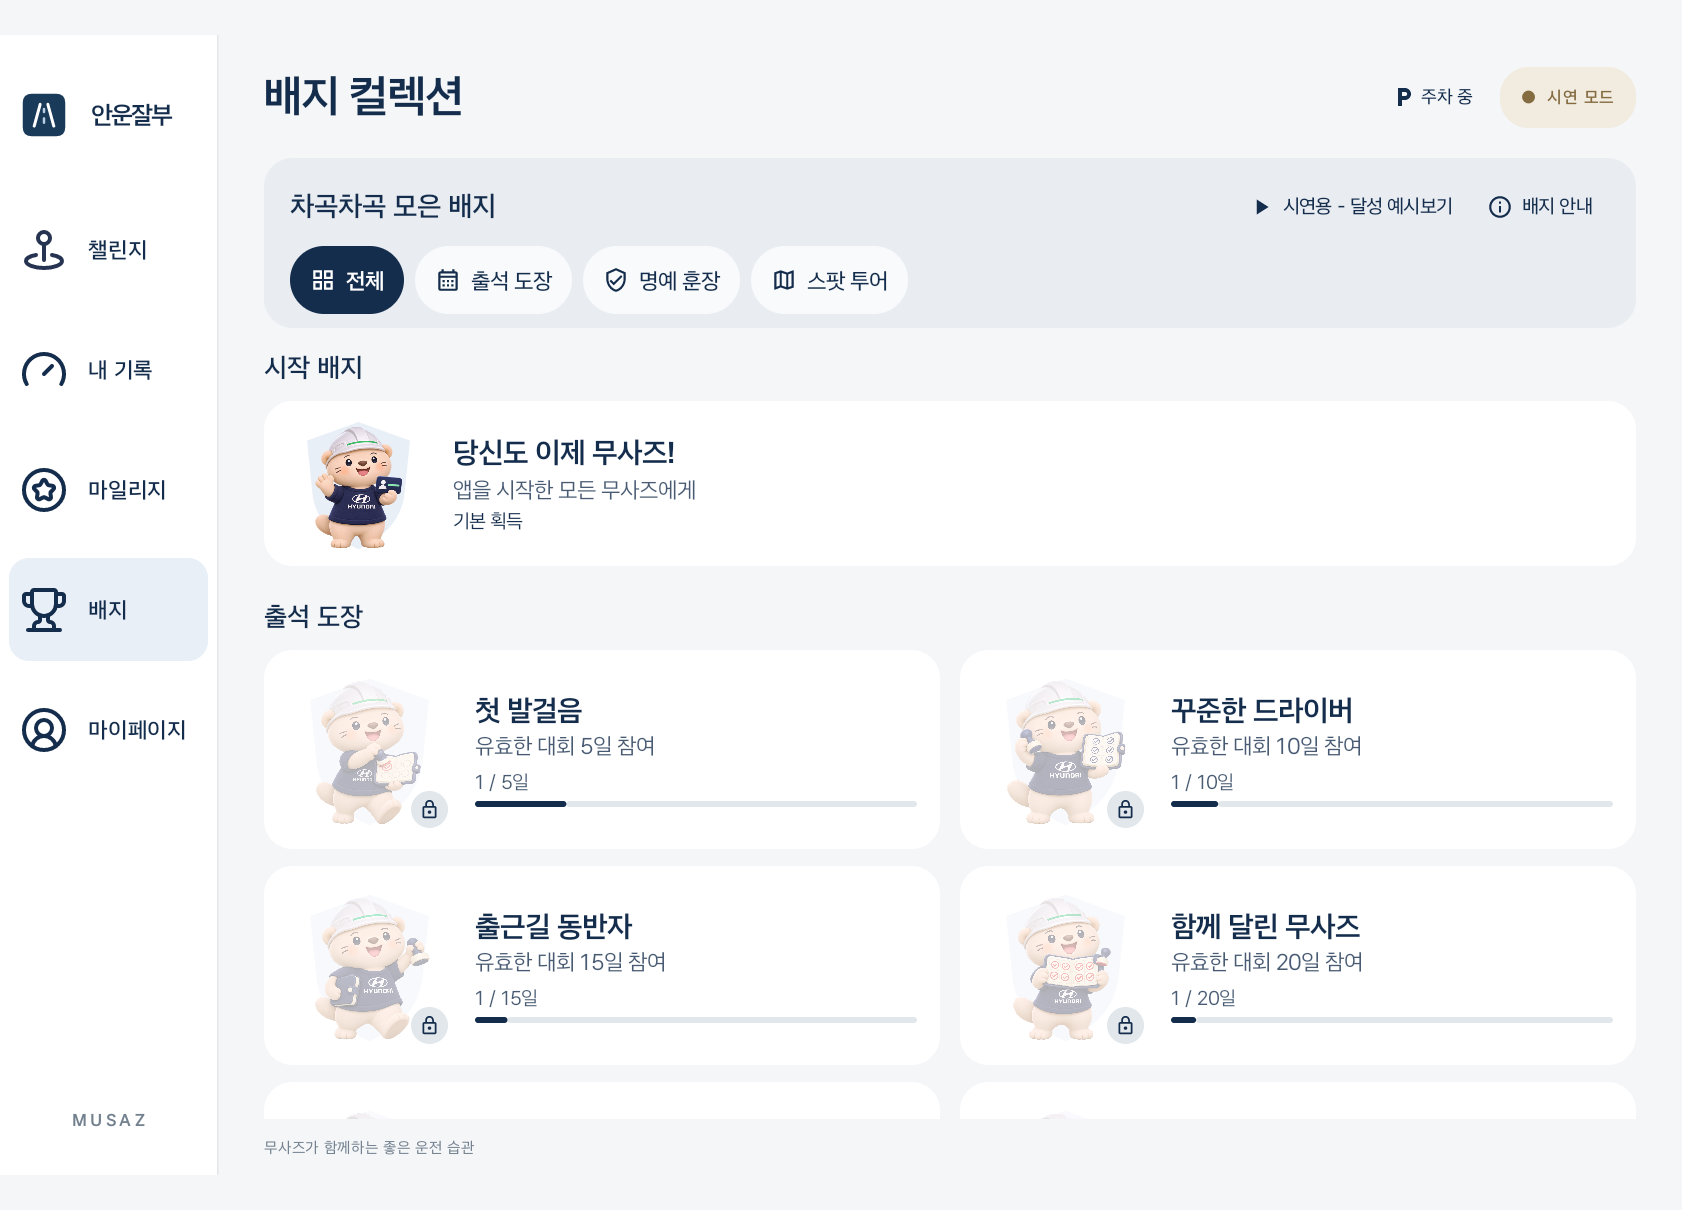 안운잘부
챌린지
내 기록
마일리지
배지
마이페이지
MUSAZ
배지 컬렉션
P 주차 중
시연 모드
차곡차곡 모은 배지
시연용 - 달성 예시보기
배지 안내
전체
출석 도장
명예 훈장
스팟 투어
시작 배지
HYUNDAI
당신도 이제 무사즈!
앱을 시작한 모든 무사즈에게
기본 획득
출석 도장
HYUNDAI
첫 발걸음
유효한 대회 5일 참여
1 / 5일
HYUNDAI
꾸준한 드라이버
유효한 대회 10일 참여
1 / 10일
HYUNDAI
출근길 동반자
유효한 대회 15일 참여
1 / 15일
HYUNDAI
함께 달린 무사즈
유효한 대회 20일 참여
1 / 20일
무사즈가 함께하는 좋은 운전 습관